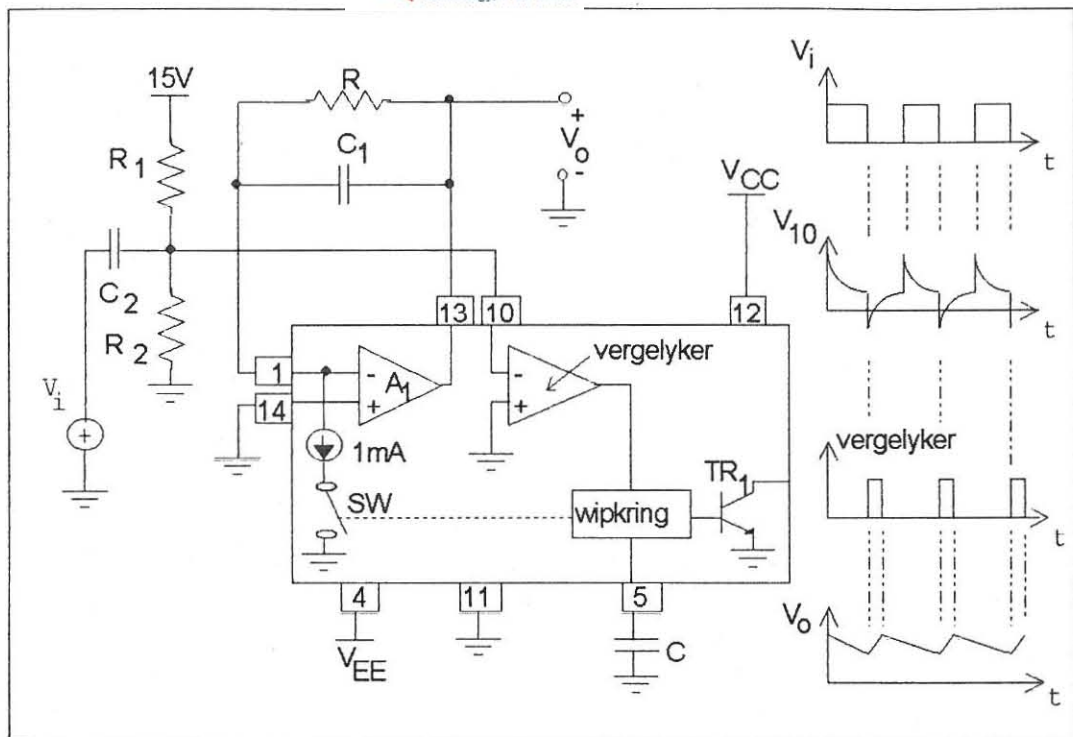 15V
R
R1
C1
+
Vo
-
C2
R2
Vi
+
VCC
13
10
12
1
14
-
A1
+
vergelyker
-
+
1mA
SW
wipkring
TR1
4
11
5
VEE
C
Vi
t
V10
t
vergelyker
t
Vo
t